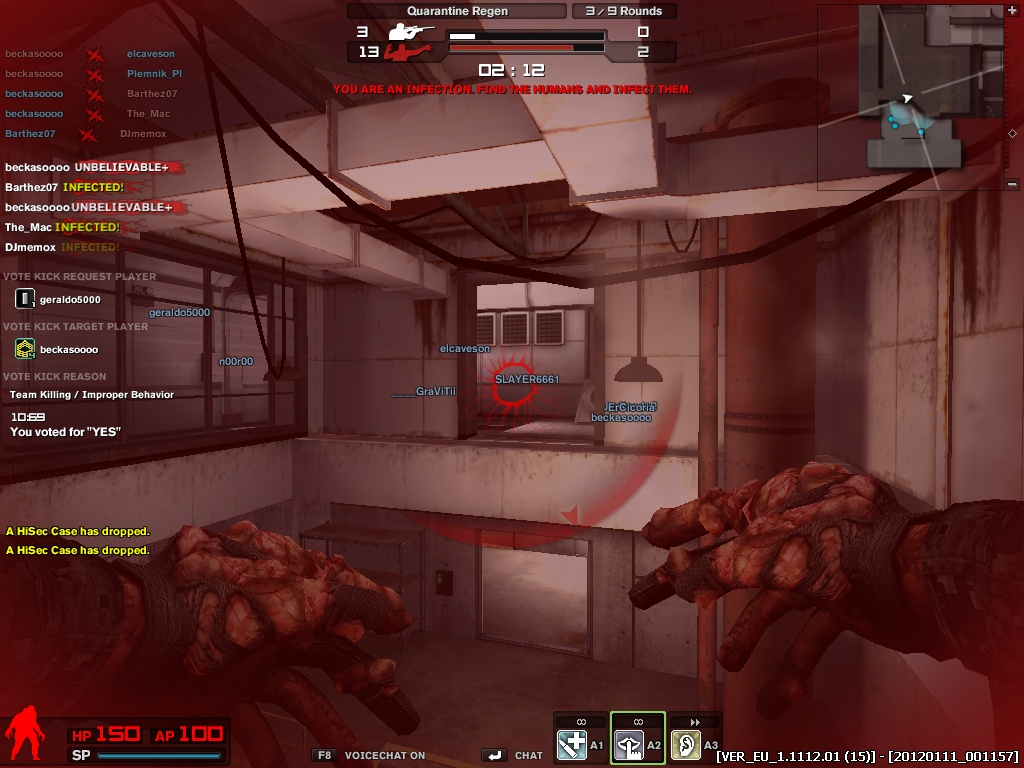 Quarantine Regen
3 / 9 Rounds
3
0
13
2
02 : 12
YOU ARE AN INFECTION. FIND THE HUMANS AND INFECT THEM.
beckasoooo elcaveson
beckasoooo Plemnik_Pl
beckasoooo Barthez07
beckasoooo The_Mac
Barthez07 DJmemox
beckasoooo UNBELIEVABLE+
Barthez07 INFECTED!
beckasoooo UNBELIEVABLE+
The_Mac INFECTED!
DJmemox INFECTED!
VOTE KICK REQUEST PLAYER
geraldo5000
VOTE KICK TARGET PLAYER
beckasoooo
VOTE KICK REASON
Team Killing / Improper Behavior
10:59
You voted for "YES"
geraldo5000
n00r00
elcaveson
____GraViTii
SLAYER6661
beckasoooo
A HiSec Case has dropped.
A HiSec Case has dropped.
HP 150 AP 100
SP
F8 VOICECHAT ON
CHAT
A1
A2
A3
[VER_EU_1.1112.01 (15)] - [20120111_001157]